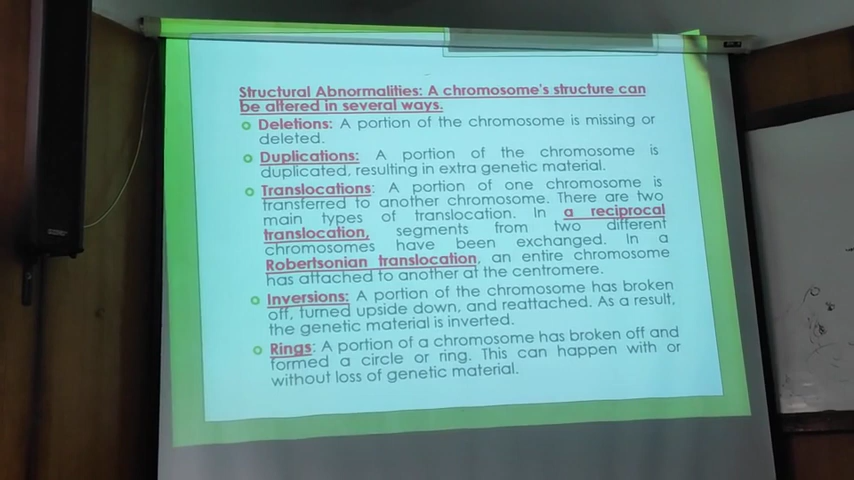 Structural Abnormalities: A chromosome's structure can
be altered in several ways.
Deletions: A portion of the chromosome is missing or
deleted.
Duplications: A portion of the chromosome is
duplicated, resulting in extra genetic material.
Translocations: A portion of one chromosome is
transferred to another chromosome. There are two
main types of translocation. In a reciprocal
translocation, segments from two different
chromosomes have been exchanged. In a
Robertsonian translocation, an entire chromosome
has attached to another at the centromere.
Inversions: A portion of the chromosome has broken
off, turned upside down, and reattached. As a result,
the genetic material is inverted.
Rings: A portion of a chromosome has broken off and
formed a circle or ring. This can happen with or
without loss of genetic material.